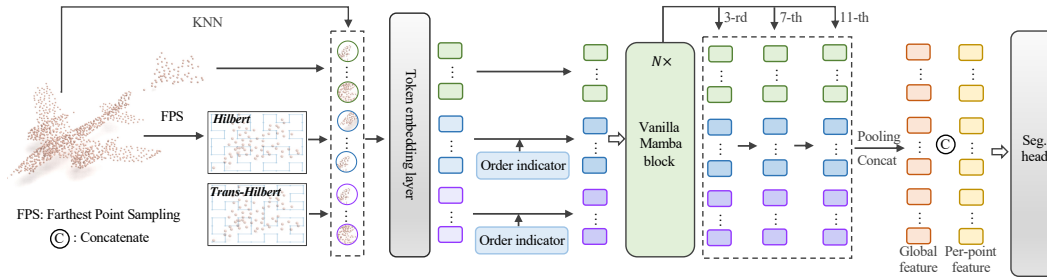 KNN
3-rd
7-th
11-th
FPS
Hilbert
Trans-Hilbert
FPS: Farthest Point Sampling
C : Concatenate
Token embedding layer
Order indicator
Order indicator
N×
Vanilla
Mamba
block
Pooling
Concat
C
Global
feature
Per-point
feature
Seg.
head